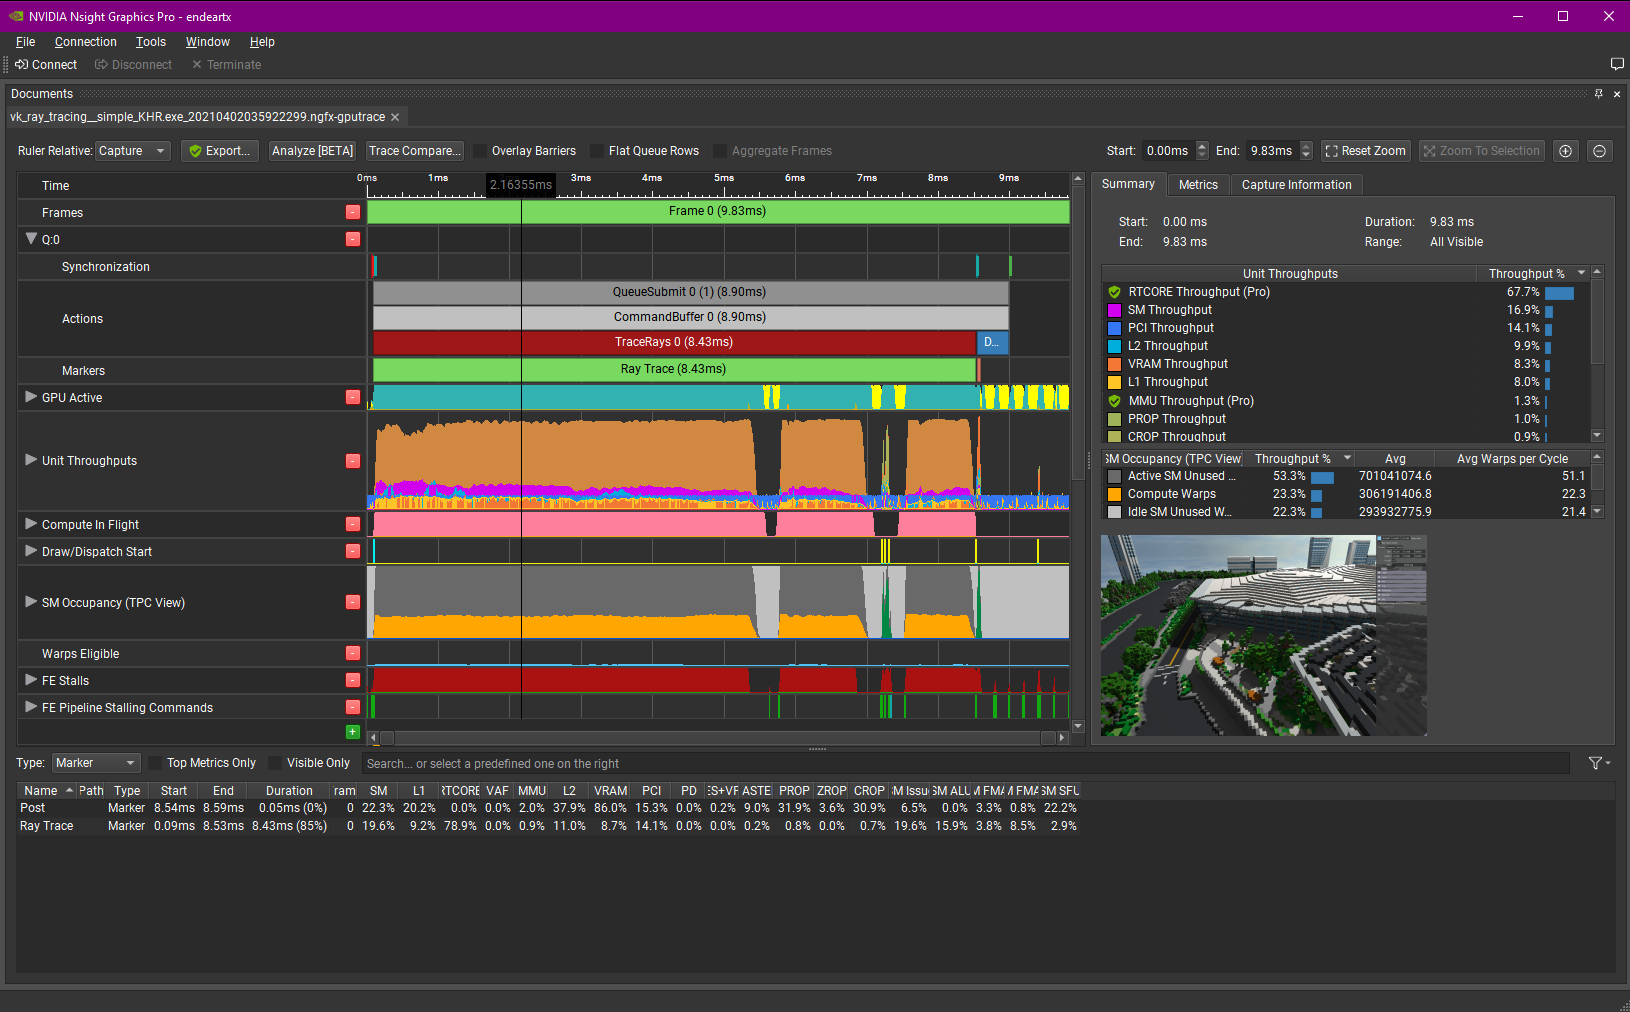 NVIDIA Nsight Graphics Pro - endeartx
File Connection Tools Window Help
Connect Disconnect Terminate
Documents
vk_ray_tracing__simple_KHR.exe_20210402035922299.ngfx-gputrace
Ruler Relative: Capture Export... Analyze [BETA] Trace Compare... Overlay Barriers Flat Queue Rows Aggregate Frames Start: 0.00ms End: 9.83ms Reset Zoom Zoom To Selection
Time 0ms 1ms 2.16355ms 3ms 4ms 5ms 6ms 7ms 8ms 9ms
Frames Frame 0 (9.83ms)
Q:0
Synchronization
Actions
QueueSubmit 0 (1) (8.90ms)
CommandBuffer 0 (8.90ms)
TraceRays 0 (8.43ms) D...
Markers Ray Trace (8.43ms)
GPU Active
Unit Throughputs
Compute In Flight
Draw/Dispatch Start
SM Occupancy (TPC View)
Warps Eligible
FE Stalls
FE Pipeline Stalling Commands
Summary Metrics Capture Information
Start: 0.00 ms Duration: 9.83 ms
End: 9.83 ms Range: All Visible
Unit Throughputs Throughput %
RTCORE Throughput (Pro) 67.7%
SM Throughput 16.9%
PCI Throughput 14.1%
L2 Throughput 9.9%
VRAM Throughput 8.3%
L1 Throughput 8.0%
MMU Throughput (Pro) 1.3%
PROP Throughput 1.0%
CROP Throughput 0.9%
SM Occupancy (TPC View) Throughput % Avg Avg Warps per Cycle
Active SM Unused ... 53.3% 701041074.6 51.1
Compute Warps 23.3% 306191406.8 22.3
Idle SM Unused W... 22.3% 293932775.9 21.4
Type: Marker Top Metrics Only Visible Only Search... or select a predefined one on the right
Name Path Type Start End Duration ram SM L1 RTCORE VAF MMU L2 VRAM PCI PD ES+VP ASTE PROP ZROP CROP M Issu SM ALU M FMA M FMA SM SFU
Post Marker 8.54ms 8.59ms 0.05ms (0%) 0 22.3% 20.2% 0.0% 0.0% 2.0% 37.9% 86.0% 15.3% 0.0% 0.2% 9.0% 31.9% 3.6% 30.9% 6.5% 0.0% 3.3% 0.8% 22.2%
Ray Trace Marker 0.09ms 8.53ms 8.43ms (85%) 0 19.6% 9.2% 78.9% 0.0% 0.9% 11.0% 8.7% 14.1% 0.0% 0.0% 0.2% 0.8% 0.0% 0.7% 19.6% 15.9% 3.8% 8.5% 2.9%